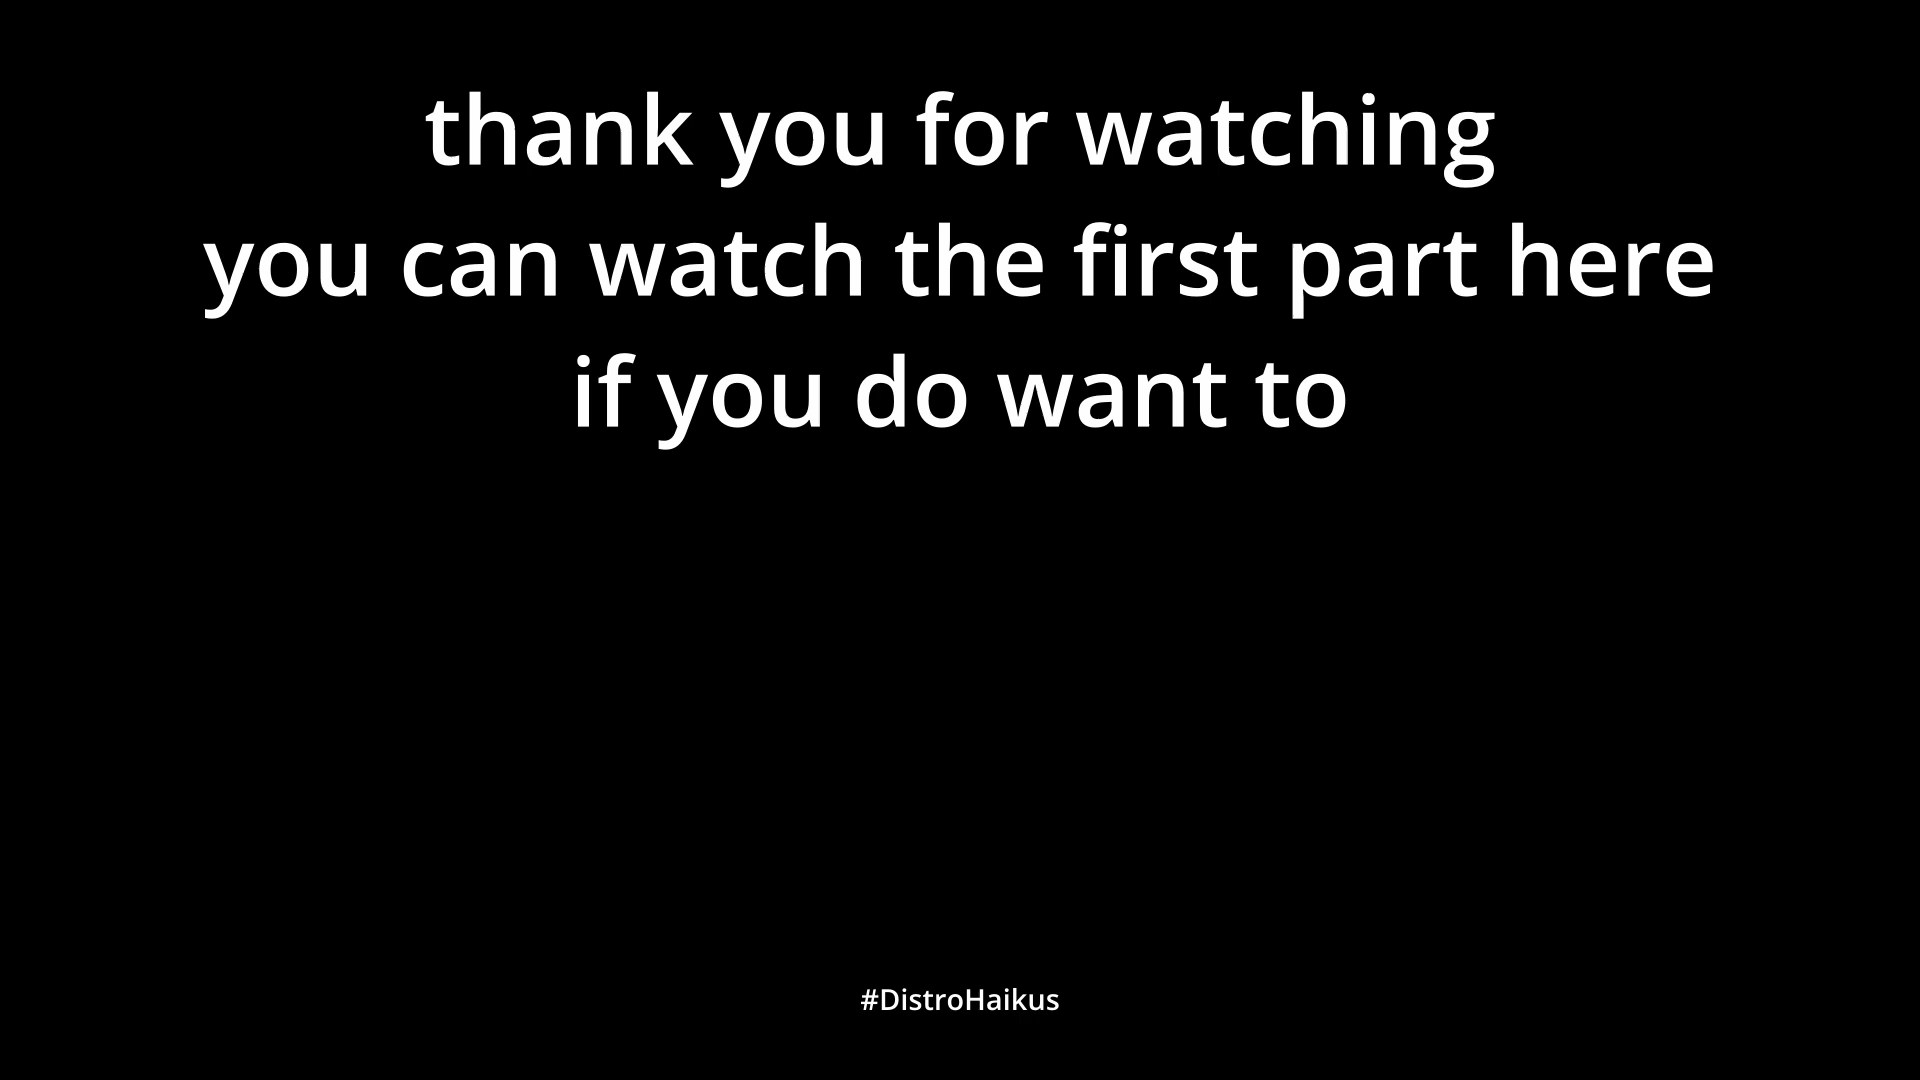 thank you for watching
you can watch the first part here
if you do want to
#DistroHaikus